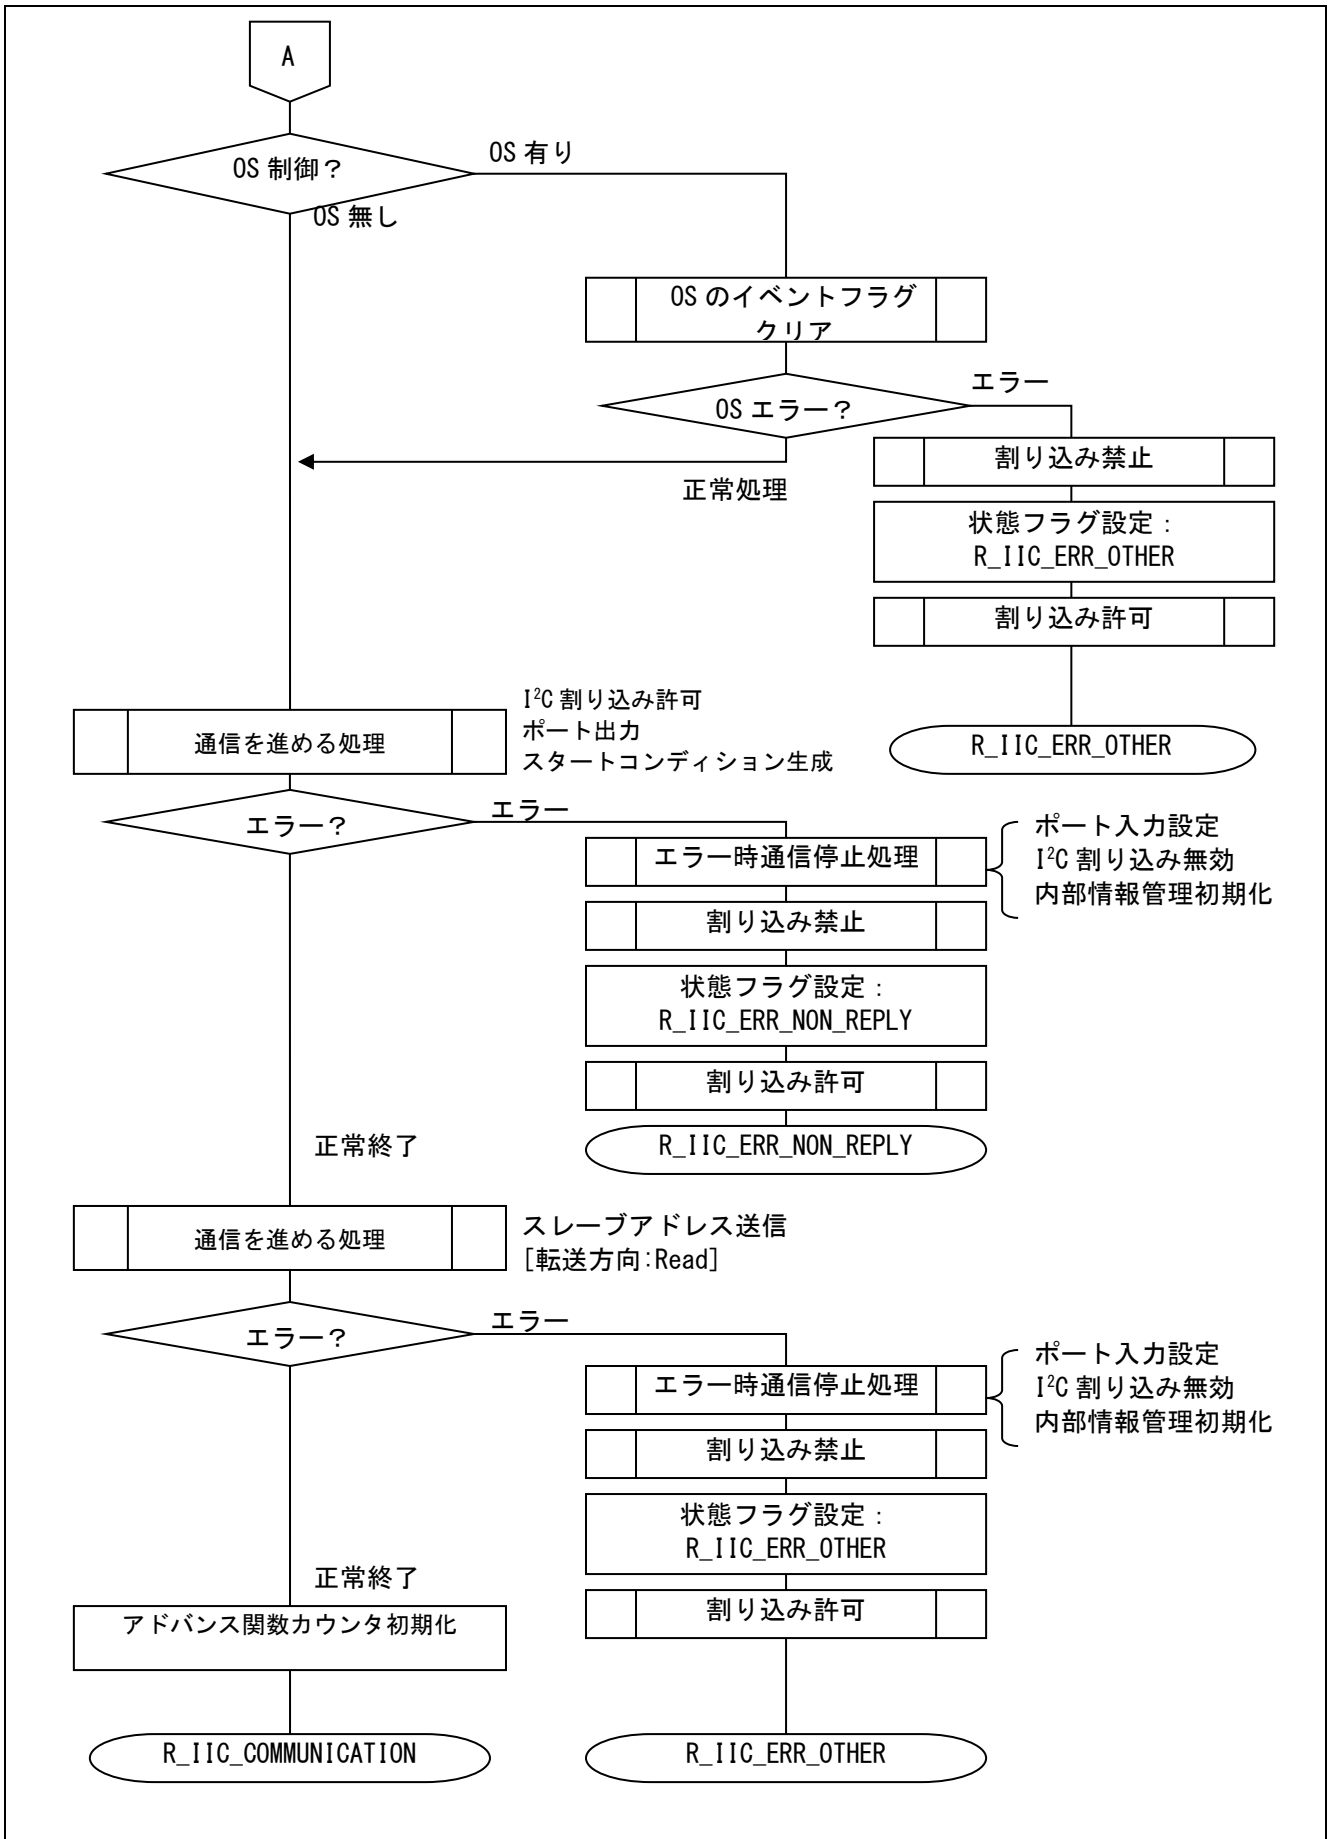 A
OS 制御？
OS 有り
OS 無し
OS のイベントフラグ
クリア
OS エラー？
エラー
正常処理
割り込み禁止
状態フラグ設定：
R_IIC_ERR_OTHER
割り込み許可
R_IIC_ERR_OTHER
通信を進める処理
I²C 割り込み許可
ポート出力
スタートコンディション生成
エラー？
エラー
エラー時通信停止処理
ポート入力設定
I²C 割り込み無効
内部情報管理初期化
割り込み禁止
状態フラグ設定：
R_IIC_ERR_NON_REPLY
割り込み許可
R_IIC_ERR_NON_REPLY
正常終了
通信を進める処理
スレーブアドレス送信
[転送方向:Read]
エラー？
エラー
エラー時通信停止処理
ポート入力設定
I²C 割り込み無効
内部情報管理初期化
割り込み禁止
状態フラグ設定：
R_IIC_ERR_OTHER
割り込み許可
正常終了
アドバンス関数カウンタ初期化
R_IIC_COMMUNICATION
R_IIC_ERR_OTHER